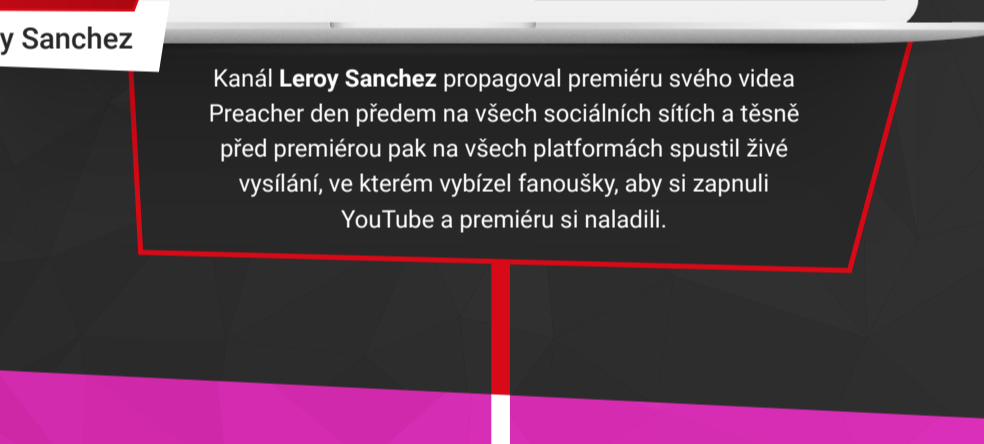 y Sanchez
Kanál Leroy Sanchez propagoval premiéru svého videa
Preacher den předem na všech sociálních sítích a těsně
před premiérou pak na všech platformách spustil živé
vysílání, ve kterém vybízel fanoušky, aby si zapnuli
YouTube a premiéru si naladili.